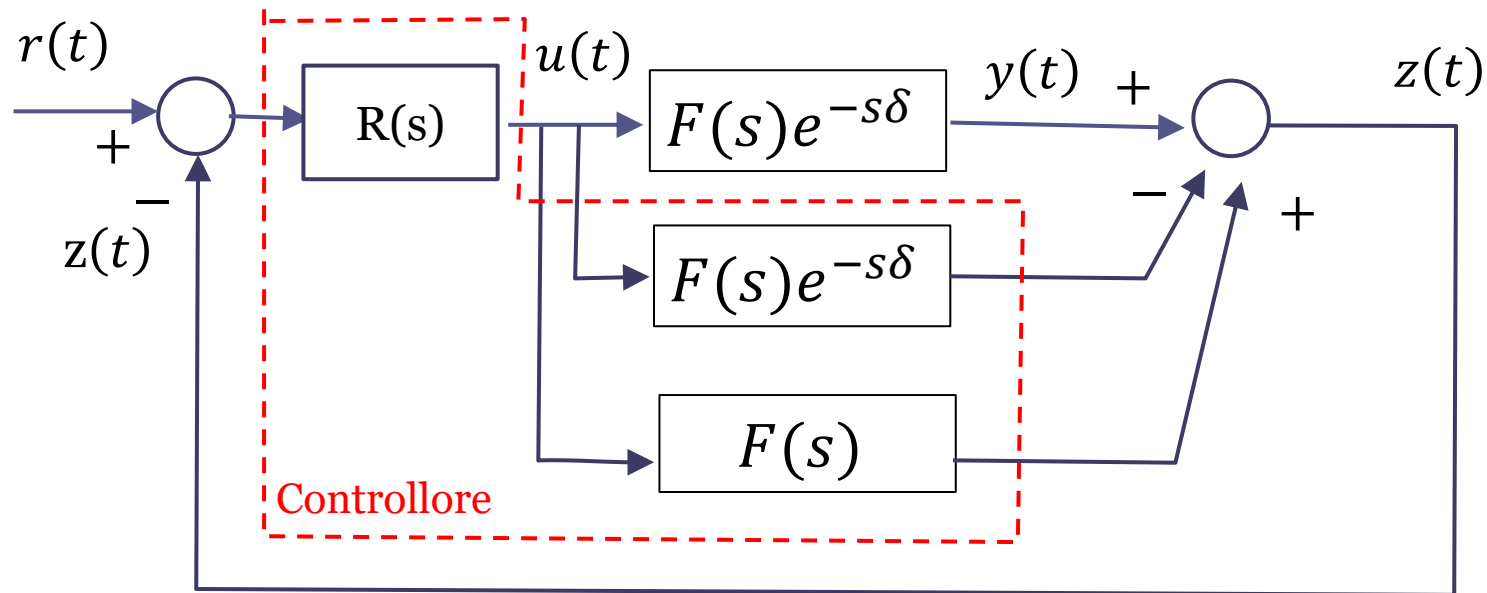 r(t)
+
−
z(t)
R(s)
u(t)
F(s)e^{−sδ}
y(t)
+
z(t)
−
+
F(s)e^{−sδ}
F(s)
Controllore